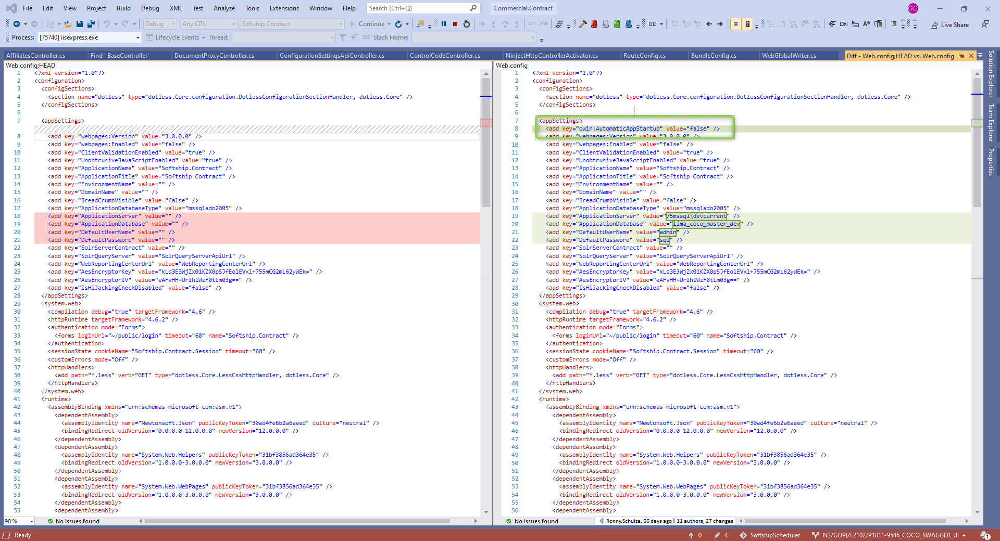 File Edit View Project Build Debug XML Test Analyze Tools Extensions Window Help Search (Ctrl+Q) Commercial.Contract GG
Debug Any CPU Softship.Contract Continue Live Share
Process: [75740] iisexpress.exe Lifecycle Events Thread: Stack Frame:
AffiliatesController.cs Find ' BaseController' DocumentProxyController.cs ConfigurationSettingsApiController.cs ControlCodeController.cs NinjectHttpControllerActivator.cs RouteConfig.cs BundleConfig.cs WebGlobalWriter.cs Diff - Web.config;HEAD vs. Web.config
Web.config;HEAD
1 <?xml version="1.0"?>
2 <configuration>
3 <configSections>
4 <section name="dotless" type="dotless.Core.configuration.DotlessConfigurationSectionHandler, dotless.Core" />
5 </configSections>
6
7 <appSettings>
8 <add key="webpages:Version" value="3.0.0.0" />
9 <add key="webpages:Enabled" value="false" />
10 <add key="ClientValidationEnabled" value="true" />
11 <add key="UnobtrusiveJavaScriptEnabled" value="true" />
12 <add key="ApplicationName" value="Softship.Contract" />
13 <add key="ApplicationTitle" value="Softship Contract" />
14 <add key="EnvironmentName" value="" />
15 <add key="DomainName" value="" />
16 <add key="BreadCrumbVisible" value="false" />
17 <add key="ApplicationDatabaseType" value="mssqlado2005" />
18 <add key="ApplicationServer" value="" />
19 <add key="ApplicationDatabase" value="" />
20 <add key="DefaultUserName" value="" />
21 <add key="DefaultPassword" value="" />
22 <add key="SolrServerContract" value="" />
23 <add key="SolrQueryServer" value="SolrQueryServerApiUrl" />
24 <add key="WebReportingCenterUrl" value="WebReportingCenterUrl" />
25 <add key="AesEncryptorKey" value="kLq3E3WjZx01KZX0pSJfEolEVxl+755mCG2mL62yWEk=" />
26 <add key="AesEncryptorIV" value="eAFvHH+UrIhlWzF0tLm03g==" />
27 <add key="IsHiJackingCheckDisabled" value="false" />
28 </appSettings>
29 <system.web>
30 <compilation debug="true" targetFramework="4.6" />
31 <httpRuntime targetFramework="4.6.2" />
32 <authentication mode="Forms">
33 <forms loginUrl="~/public/login" timeout="60" name="Softship.Contract" />
34 </authentication>
35 <sessionState cookieName="Softship.Contract.Session" timeout="60" />
36 <customErrors mode="Off" />
37 <httpHandlers>
38 <add path="*.less" verb="GET" type="dotless.Core.LessCssHttpHandler, dotless.Core" />
39 </httpHandlers>
40 </system.web>
41 <runtime>
42 <assemblyBinding xmlns="urn:schemas-microsoft-com:asm.v1">
43 <dependentAssembly>
44 <assemblyIdentity name="Newtonsoft.Json" publicKeyToken="30ad4fe6b2a6aeed" culture="neutral" />
45 <bindingRedirect oldVersion="0.0.0.0-12.0.0.0" newVersion="12.0.0.0" />
46 </dependentAssembly>
47 <dependentAssembly>
48 <assemblyIdentity name="System.Web.Helpers" publicKeyToken="31bf3856ad364e35" />
49 <bindingRedirect oldVersion="1.0.0.0-3.0.0.0" newVersion="3.0.0.0" />
50 </dependentAssembly>
51 <dependentAssembly>
52 <assemblyIdentity name="System.Web.WebPages" publicKeyToken="31bf3856ad364e35" />
53 <bindingRedirect oldVersion="1.0.0.0-3.0.0.0" newVersion="3.0.0.0" />
54 </dependentAssembly>
55 <dependentAssembly>
90 % No issues found
Web.config
1 <?xml version="1.0"?>
2 <configuration>
3 <configSections>
4 <section name="dotless" type="dotless.Core.configuration.DotlessConfigurationSectionHandler, dotless.Core" />
5 </configSections>
6
7 <appSettings>
8 <add key="owin:AutomaticAppStartup" value="false" />
9 <add key="webpages:Version" value="3.0.0.0" />
10 <add key="webpages:Enabled" value="false" />
11 <add key="ClientValidationEnabled" value="true" />
12 <add key="UnobtrusiveJavaScriptEnabled" value="true" />
13 <add key="ApplicationName" value="Softship.Contract" />
14 <add key="ApplicationTitle" value="Softship Contract" />
15 <add key="EnvironmentName" value="" />
16 <add key="DomainName" value="" />
17 <add key="BreadCrumbVisible" value="false" />
18 <add key="ApplicationDatabaseType" value="mssqlado2005" />
19 <add key="ApplicationServer" value="75mssql\devcurrent" />
20 <add key="ApplicationDatabase" value="lima_coco_master_dev" />
21 <add key="DefaultUserName" value="admin" />
22 <add key="DefaultPassword" value="sql" />
23 <add key="SolrServerContract" value="" />
24 <add key="SolrQueryServer" value="SolrQueryServerApiUrl" />
25 <add key="WebReportingCenterUrl" value="WebReportingCenterUrl" />
26 <add key="AesEncryptorKey" value="kLq3E3WjZx01KZX0pSJfEolEVxl+755mCG2mL62yWEk=" />
27 <add key="AesEncryptorIV" value="eAFvHH+UrIhlWzF0tLm03g==" />
28 <add key="IsHiJackingCheckDisabled" value="false" />
29 </appSettings>
30 <system.web>
31 <compilation debug="true" targetFramework="4.6" />
32 <httpRuntime targetFramework="4.6.2" />
33 <authentication mode="Forms">
34 <forms loginUrl="~/public/login" timeout="60" name="Softship.Contract" />
35 </authentication>
36 <sessionState cookieName="Softship.Contract.Session" timeout="60" />
37 <customErrors mode="Off" />
38 <httpHandlers>
39 <add path="*.less" verb="GET" type="dotless.Core.LessCssHttpHandler, dotless.Core" />
40 </httpHandlers>
41 </system.web>
42 <runtime>
43 <assemblyBinding xmlns="urn:schemas-microsoft-com:asm.v1">
44 <dependentAssembly>
45 <assemblyIdentity name="Newtonsoft.Json" publicKeyToken="30ad4fe6b2a6aeed" culture="neutral" />
46 <bindingRedirect oldVersion="0.0.0.0-12.0.0.0" newVersion="12.0.0.0" />
47 </dependentAssembly>
48 <dependentAssembly>
49 <assemblyIdentity name="System.Web.Helpers" publicKeyToken="31bf3856ad364e35" />
50 <bindingRedirect oldVersion="1.0.0.0-3.0.0.0" newVersion="3.0.0.0" />
51 </dependentAssembly>
52 <dependentAssembly>
53 <assemblyIdentity name="System.Web.WebPages" publicKeyToken="31bf3856ad364e35" />
54 <bindingRedirect oldVersion="1.0.0.0-3.0.0.0" newVersion="3.0.0.0" />
55 </dependentAssembly>
56 <dependentAssembly>
No issues found Ronny.Schulze, 56 days ago | 11 authors, 27 changes
Solution Explorer
Team Explorer
Properties
Ready 0 4 SoftshipScheduler N3/GOPI/L2102/P1011-9546_COCO_SWAGGER_UI 1